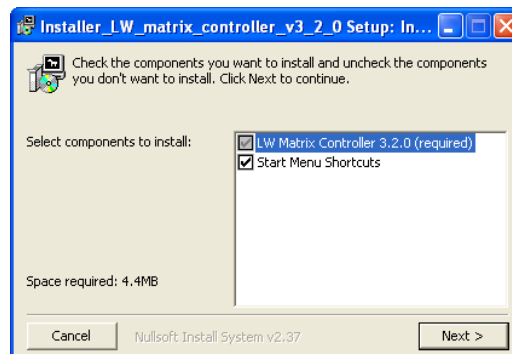 Installer_LW_matrix_controller_v3_2_0 Setup: In...
Check the components you want to install and uncheck the components
you don't want to install. Click Next to continue.
Select components to install:
LW Matrix Controller 3.2.0 (required)
Start Menu Shortcuts
Space required: 4.4MB
Cancel
Nullsoft Install System v2.37
Next >